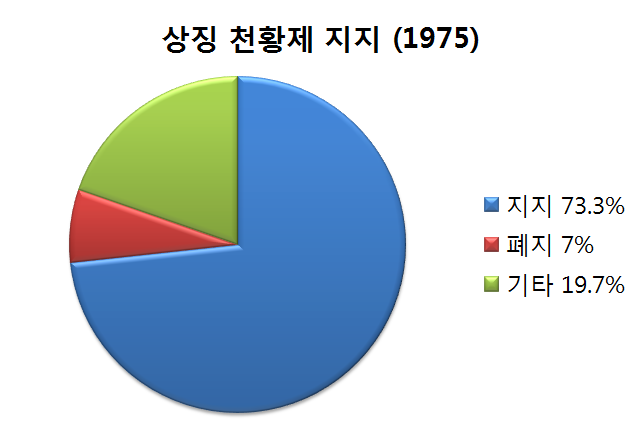 상징 천황제 지지 (1975)
지지 73.3%
폐지 7%
기타 19.7%